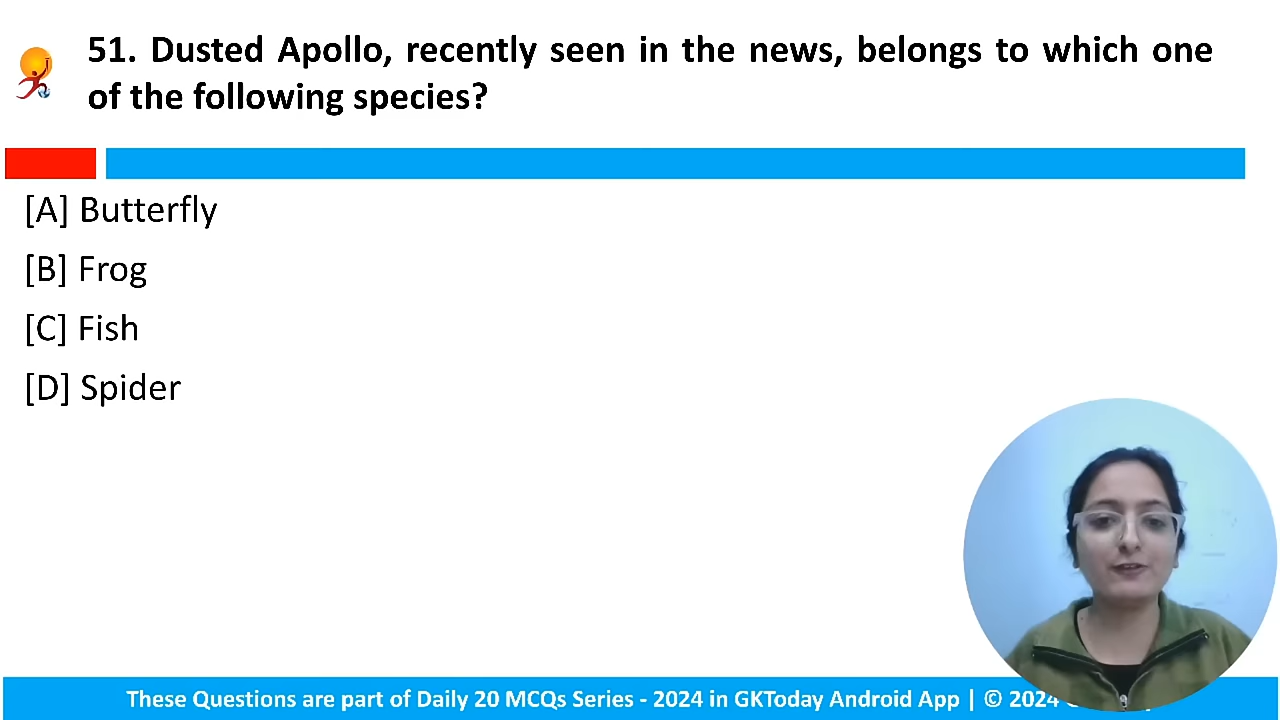 51. Dusted Apollo, recently seen in the news, belongs to which one
of the following species?
[A] Butterfly
[B] Frog
[C] Fish
[D] Spider
These Questions are part of Daily 20 MCQs Series - 2024 in GKToday Android App | © 2024